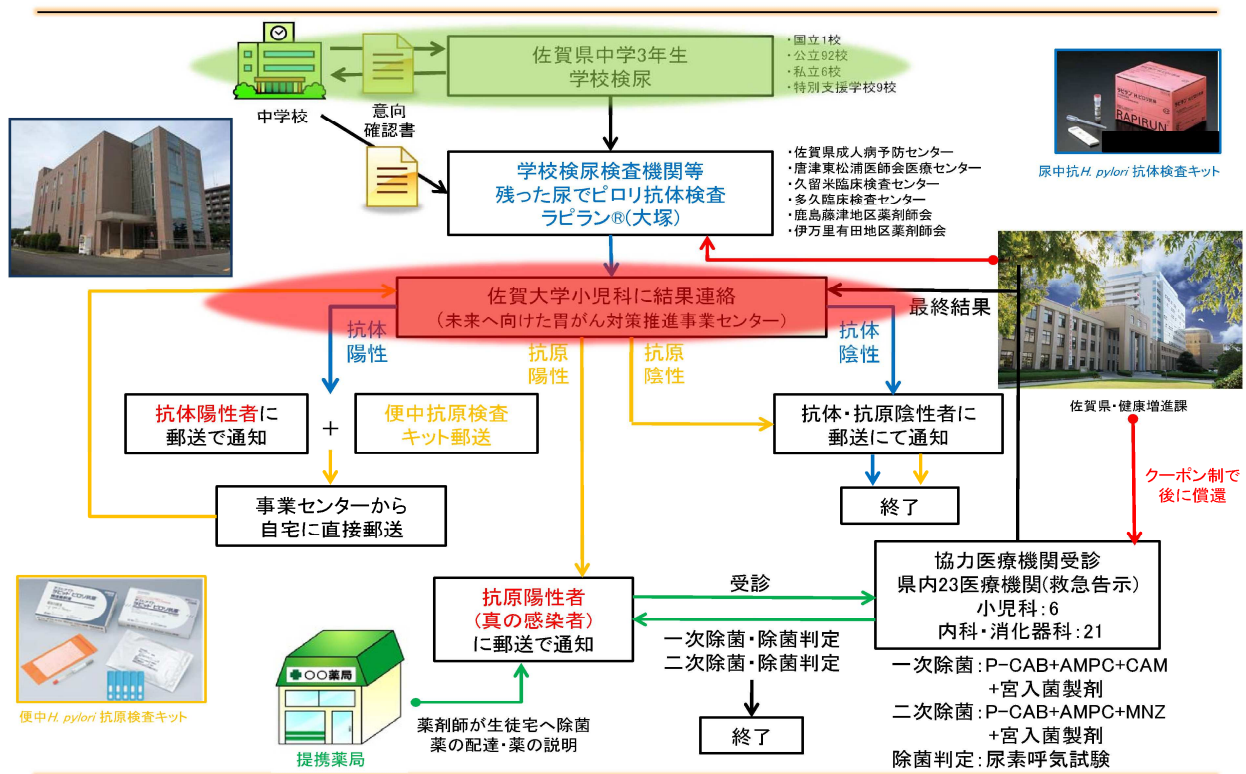 佐賀県中学3年生
学校検尿
・国立1校
・公立92校
・私立6校
・特別支援学校9校
中学校
意向
確認書
RAPIRUN
尿中抗H. pylori 抗体検査キット
学校検尿検査機関等
残った尿でピロリ抗体検査
ラピラン®(大塚)
・佐賀県成人病予防センター
・唐津東松浦医師会医療センター
・久留米臨床検査センター
・多久臨床検査センター
・鹿島藤津地区薬剤師会
・伊万里有田地区薬剤師会
佐賀大学小児科に結果連絡
(未来へ向けた胃がん対策推進事業センター)
最終結果
抗体
陽性
抗原
陽性
抗原
陰性
抗体
陰性
抗体陽性者に
郵送で通知
+
便中抗原検査
キット郵送
抗体・抗原陰性者に
郵送にて通知
佐賀県・健康増進課
クーポン制で
後に償還
事業センターから
自宅に直接郵送
終了
協力医療機関受診
県内23医療機関(救急告示)
小児科:6
内科・消化器科:21
抗原陽性者
(真の感染者)
に郵送で通知
受診
一次除菌・除菌判定
二次除菌・除菌判定
終了
一次除菌:P-CAB+AMPC+CAM
+宮入菌製剤
二次除菌:P-CAB+AMPC+MNZ
+宮入菌製剤
除菌判定:尿素呼気試験
便中H. pylori 抗原検査キット
〇〇薬局
提携薬局
薬剤師が生徒宅へ除菌
薬の配達・薬の説明